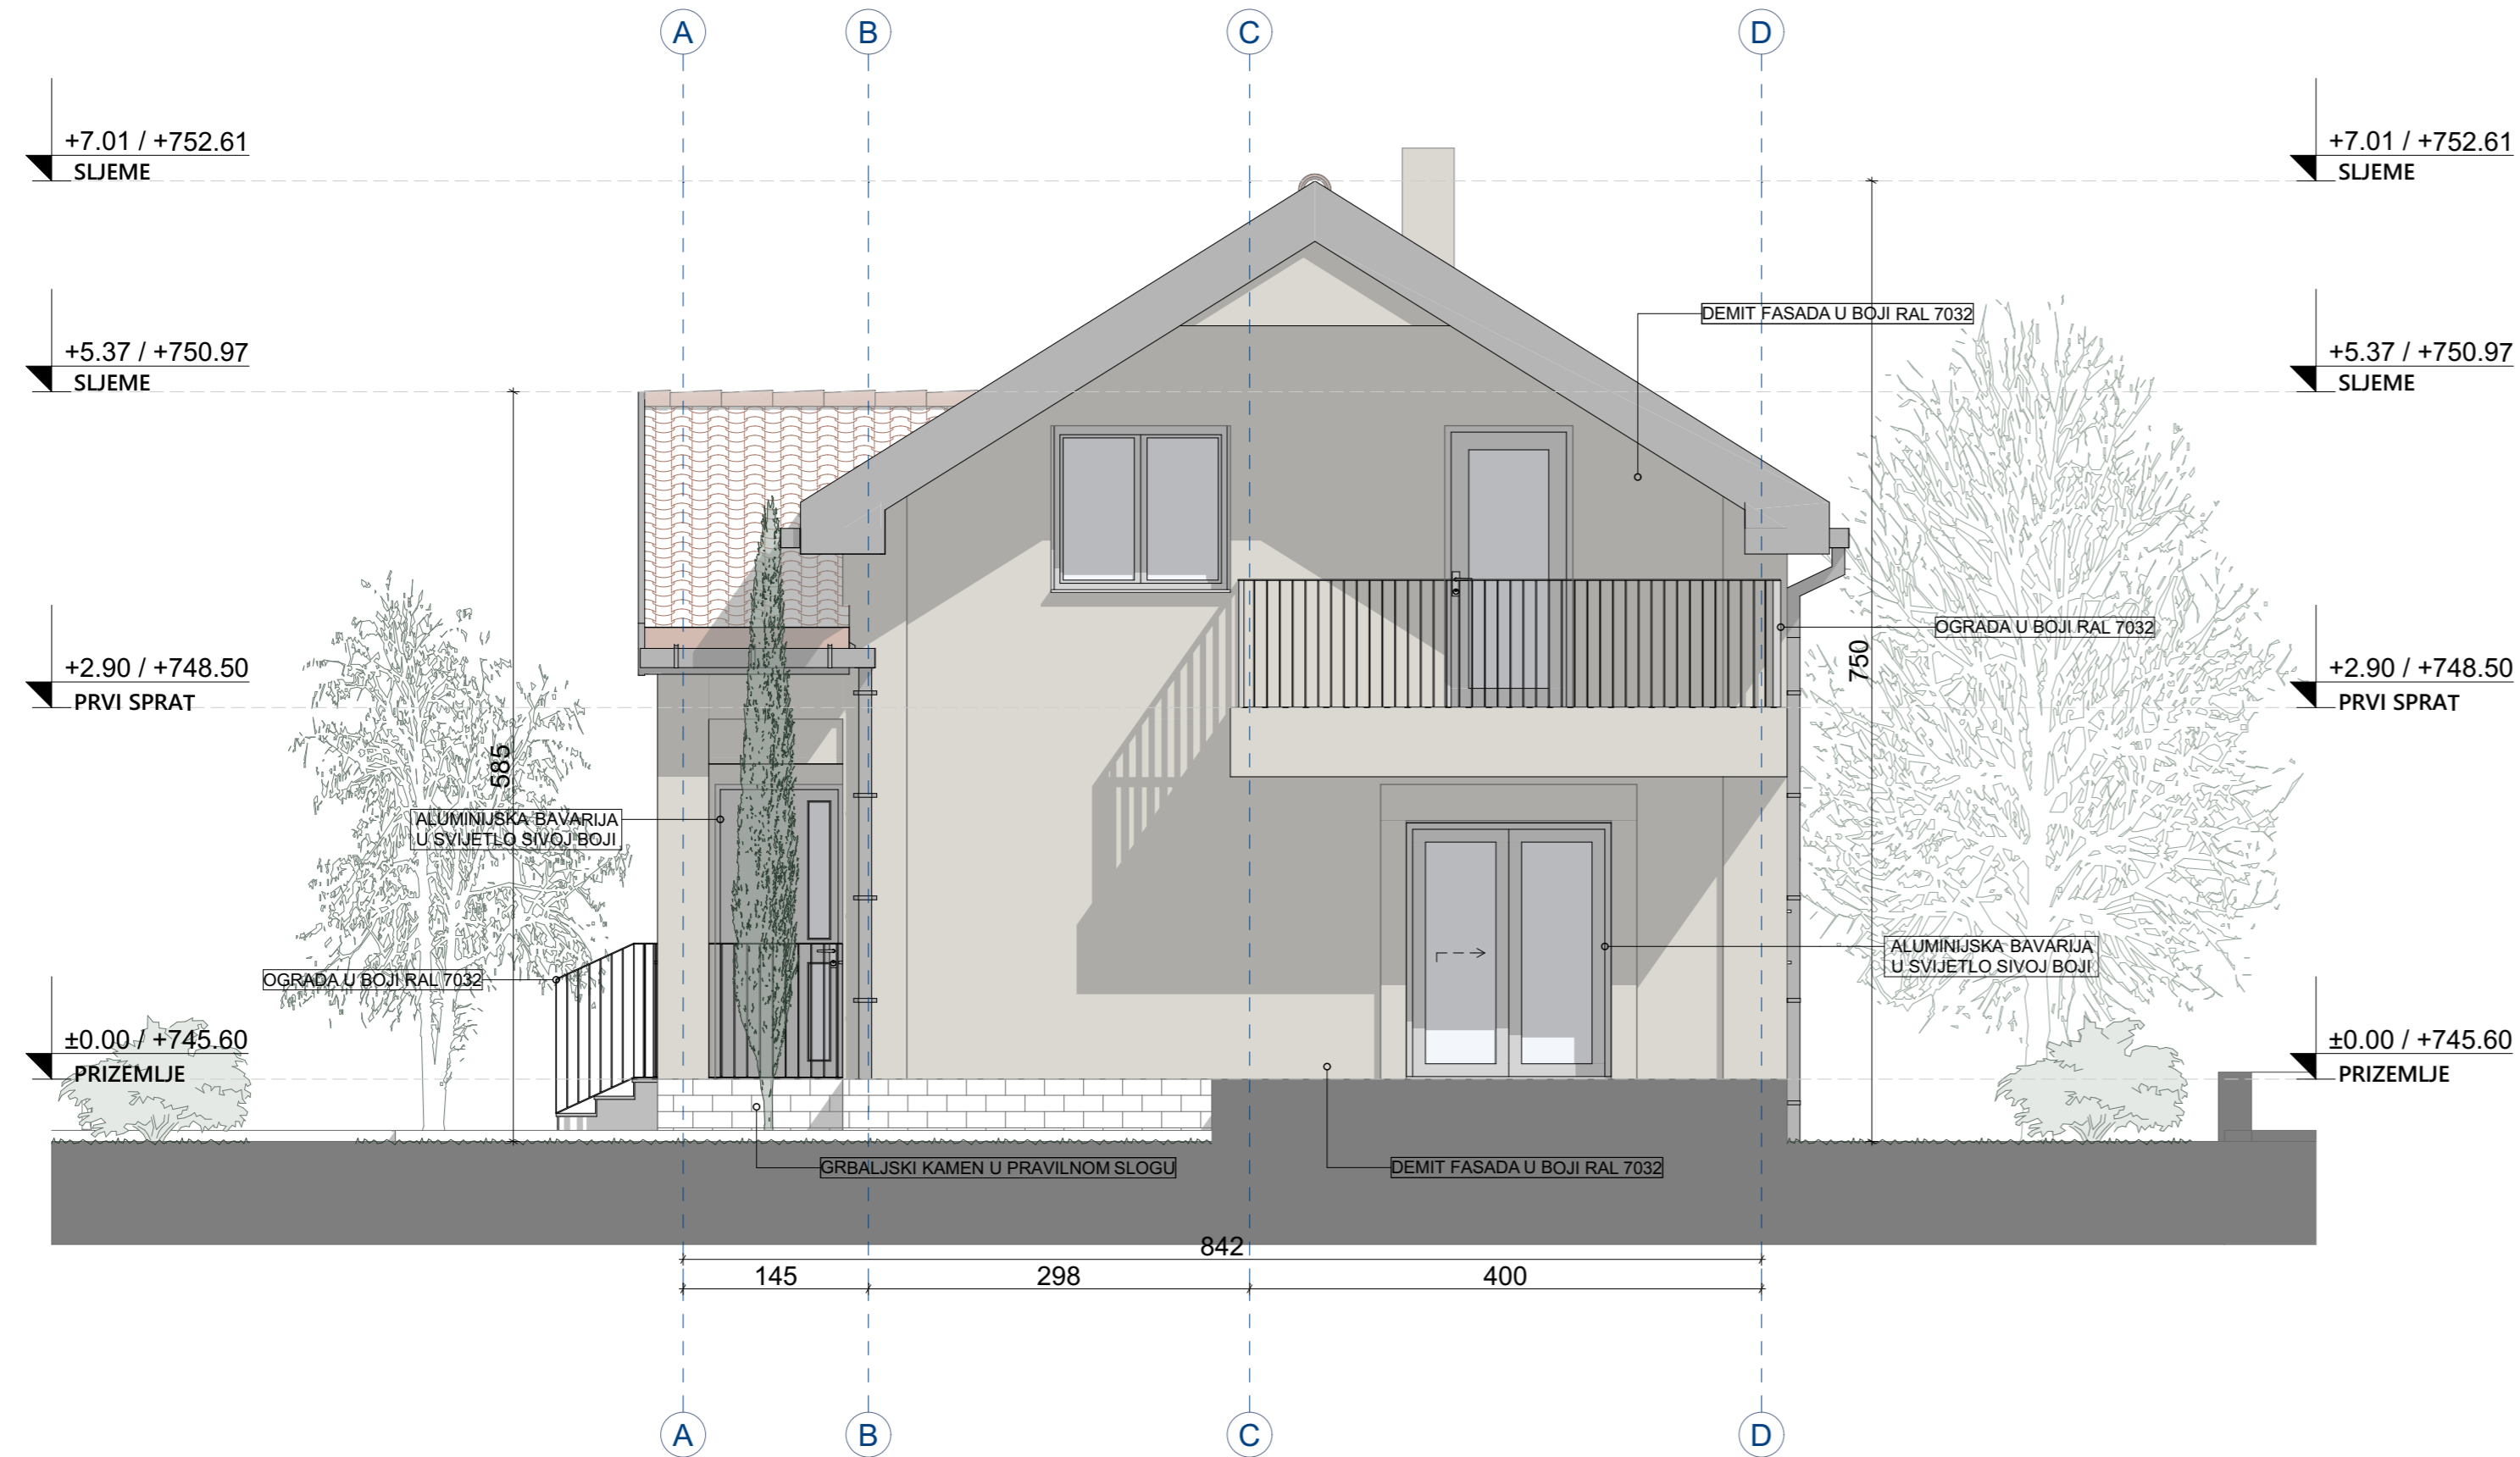 A
B
C
D
+7.01 / +752.61
SLJEME
+7.01 / +752.61
SLJEME
DEMIT FASADA U BOJI RAL 7032
+5.37 / +750.97
SLJEME
+5.37 / +750.97
SLJEME
OGRADA U BOJI RAL 7032
+2.90 / +748.50
PRVI SPRAT
750
+2.90 / +748.50
PRVI SPRAT
585
ALUMINIJSKA BAVARIJA
U SVIJETLO SIVOJ BOJI
ALUMINIJSKA BAVARIJA
U SVIJETLO SIVOJ BOJI
OGRADA U BOJI RAL 7032
±0.00 / +745.60
PRIZEMLJE
±0.00 / +745.60
PRIZEMLJE
GRBALJSKI KAMEN U PRAVILNOM SLOGU
DEMIT FASADA U BOJI RAL 7032
842
145
298
400
A
B
C
D